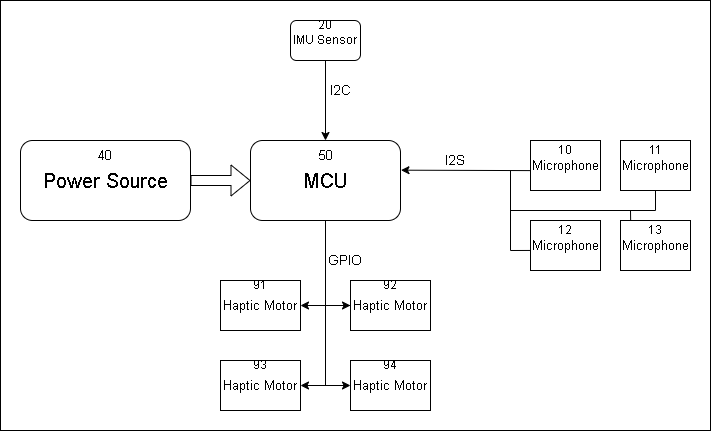 20
IMU Sensor
I2C
40
Power Source
50
MCU
I2S
10
Microphone
11
Microphone
12
Microphone
13
Microphone
GPIO
91
Haptic Motor
92
Haptic Motor
93
Haptic Motor
94
Haptic Motor